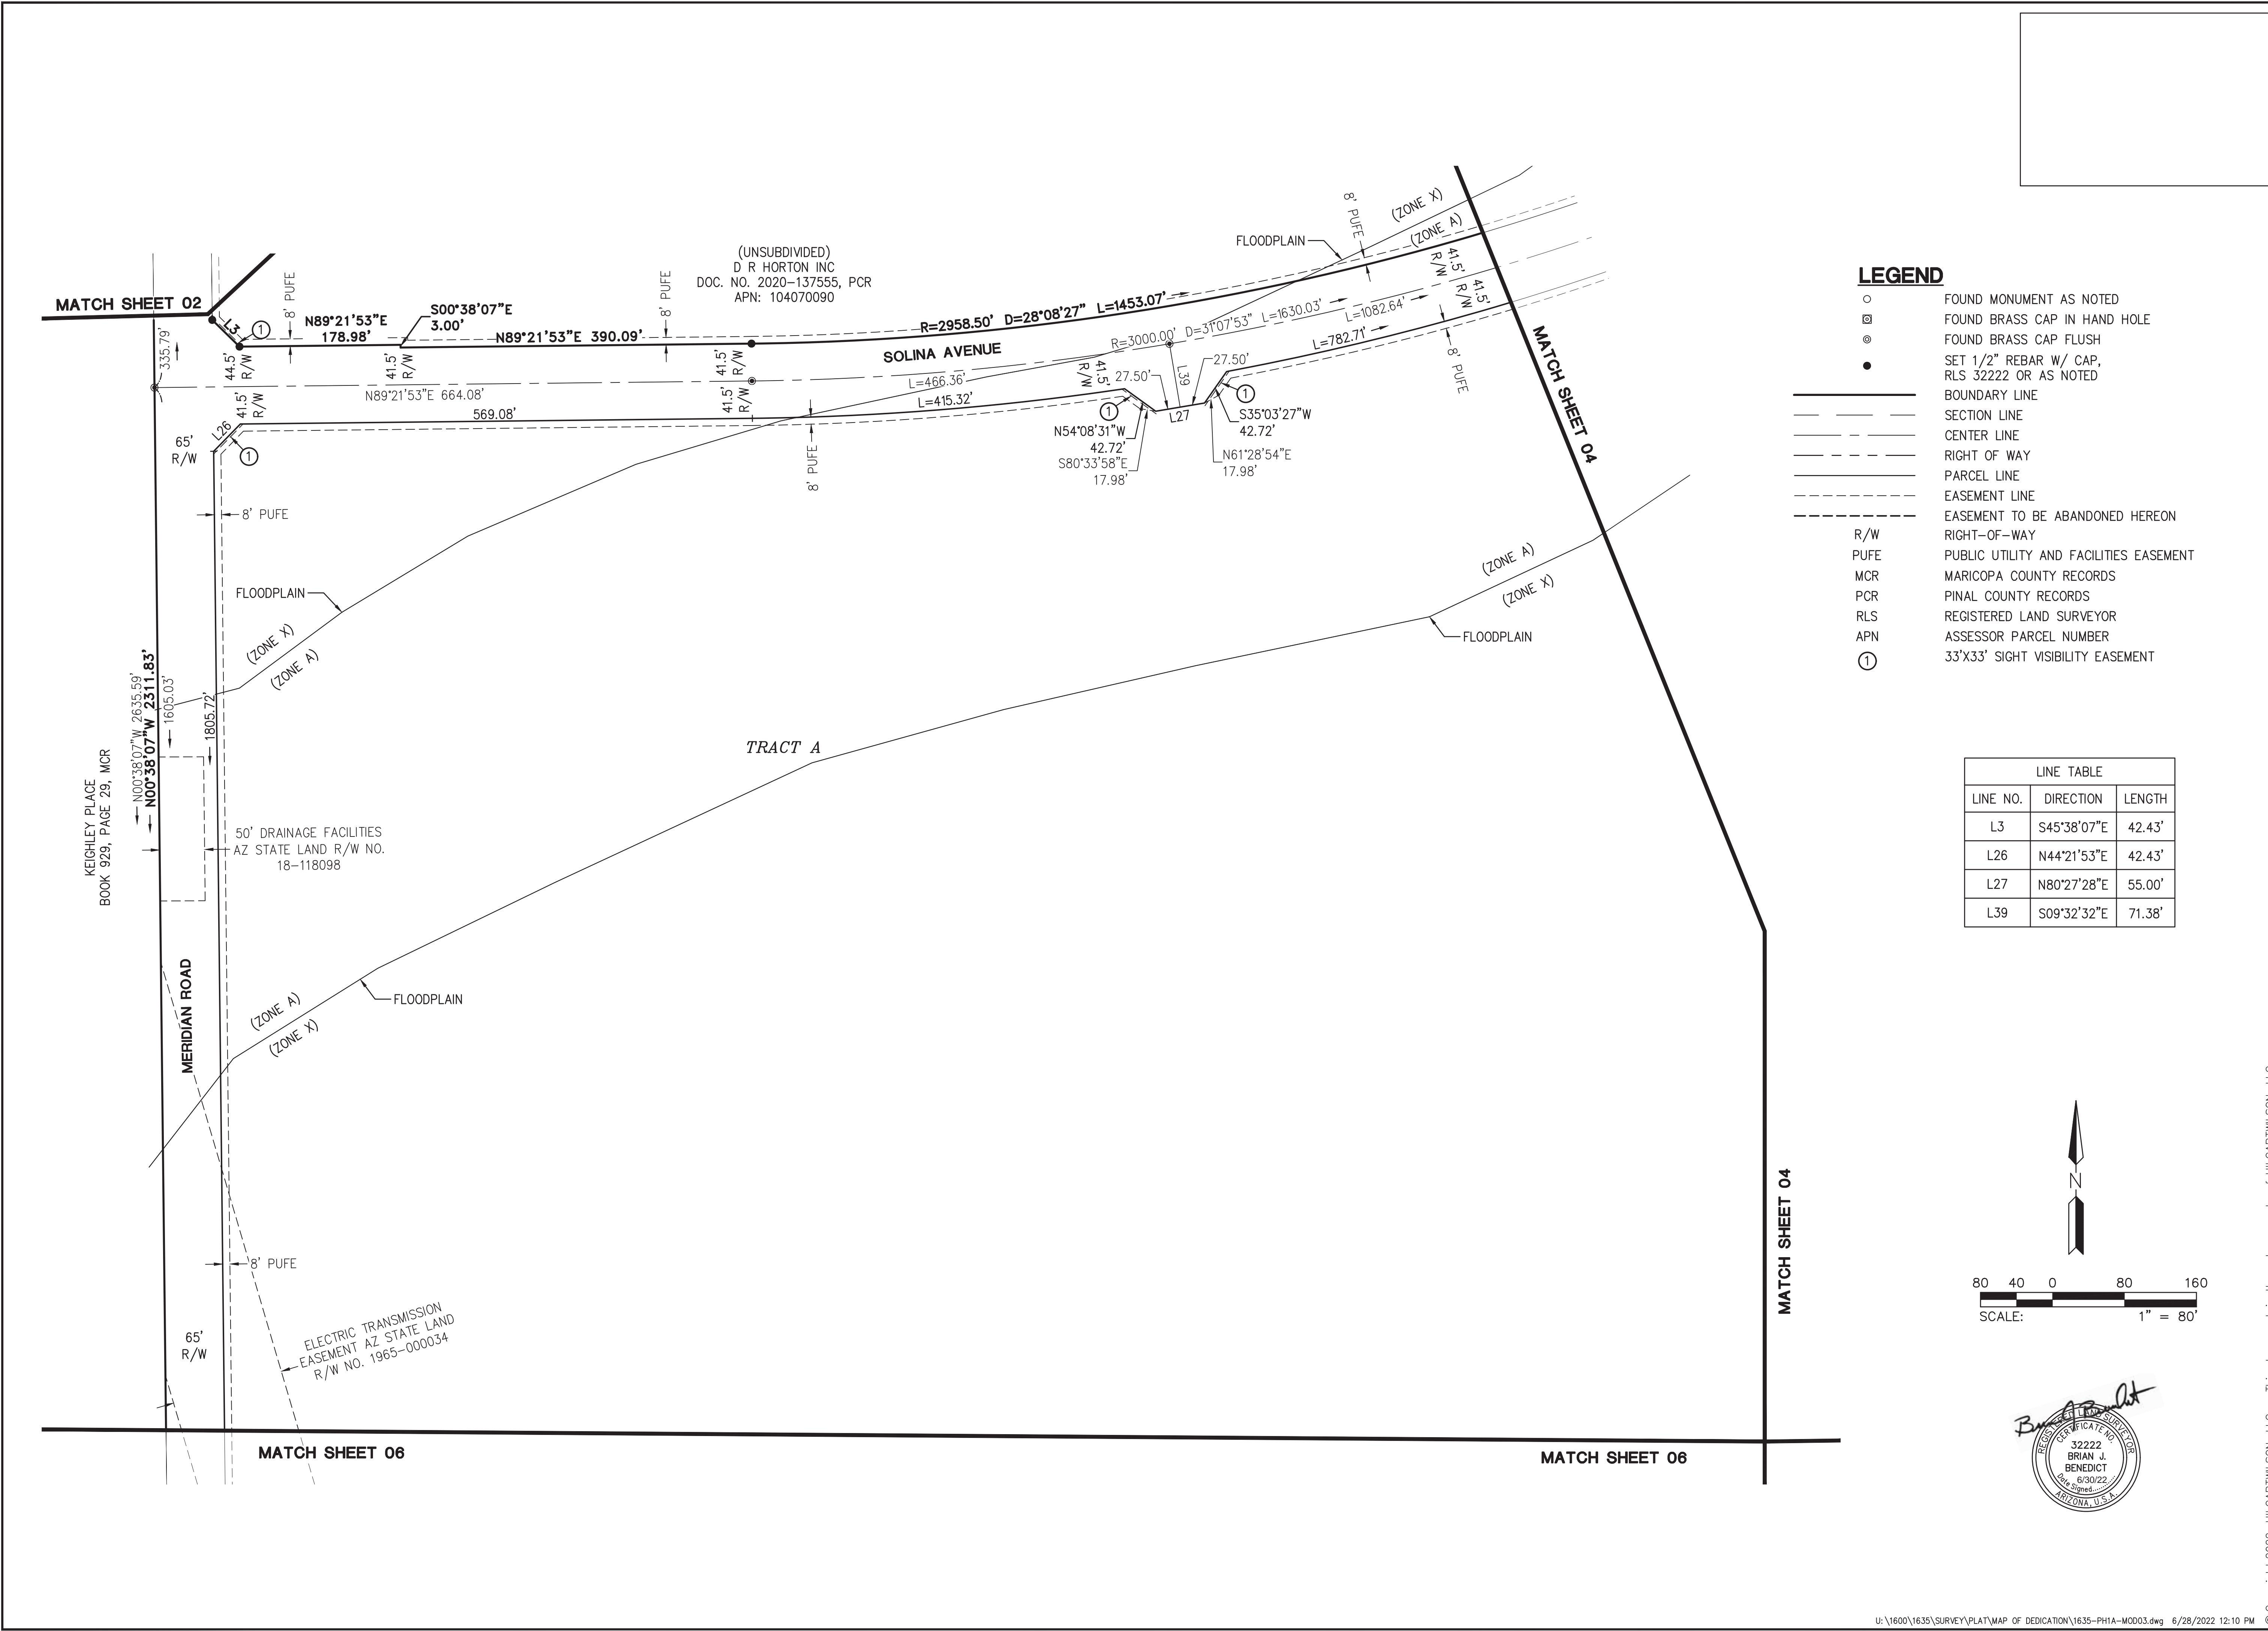 MATCH SHEET 02
335.79'
L3
1
8' PUFE
N89°21'53"E
178.98'
S00°38'07"E
3.00'
N89°21'53"E 390.09'
8' PUFE
(UNSUBDIVIDED)
D R HORTON INC
DOC. NO. 2020-137555, PCR
APN: 104070090
R=2958.50' D=28°08'27" L=1453.07'
SOLINA AVENUE
R=3000.00' D=31°07'53" L=1630.03'
L=1082.64'
FLOODPLAIN
8' PUFE
(ZONE X)
(ZONE A)
41.5'
R/W
41.5'
R/W
44.5'
R/W
41.5'
R/W
41.5'
R/W
41.5'
R/W
41.5'
R/W
41.5'
R/W
N89°21'53"E 664.08'
569.08'
L=466.36'
L=415.32'
L=782.71'
8' PUFE
27.50'
L39
27.50'
L27
1
1
N54°08'31"W
42.72'
S80°33'58"E
17.98'
S35°03'27"W
42.72'
N61°28'54"E
17.98'
8' PUFE
65'
R/W
L26
1
8' PUFE
MATCH SHEET 04
FLOODPLAIN
(ZONE X)
(ZONE A)
(ZONE A)
(ZONE X)
FLOODPLAIN
KEIGHLEY PLACE
BOOK 929, PAGE 29, MCR
N00°38'07"W 2635.59'
N00°38'07"W 2311.83'
1605.03'
1805.72'
TRACT A
50' DRAINAGE FACILITIES
AZ STATE LAND R/W NO.
18-118098
MERIDIAN ROAD
(ZONE A)
(ZONE X)
FLOODPLAIN
8' PUFE
65'
R/W
ELECTRIC TRANSMISSION
EASEMENT AZ STATE LAND
R/W NO. 1965-000034
MATCH SHEET 04
MATCH SHEET 06
MATCH SHEET 06
LEGEND
FOUND MONUMENT AS NOTED
FOUND BRASS CAP IN HAND HOLE
FOUND BRASS CAP FLUSH
SET 1/2" REBAR W/ CAP,
RLS 32222 OR AS NOTED
BOUNDARY LINE
SECTION LINE
CENTER LINE
RIGHT OF WAY
PARCEL LINE
EASEMENT LINE
EASEMENT TO BE ABANDONED HEREON
R/W RIGHT-OF-WAY
PUFE PUBLIC UTILITY AND FACILITIES EASEMENT
MCR MARICOPA COUNTY RECORDS
PCR PINAL COUNTY RECORDS
RLS REGISTERED LAND SURVEYOR
APN ASSESSOR PARCEL NUMBER
1 33'X33' SIGHT VISIBILITY EASEMENT
LINE TABLE
LINE NO. DIRECTION LENGTH
L3 S45°38'07"E 42.43'
L26 N44°21'53"E 42.43'
L27 N80°27'28"E 55.00'
L39 S09°32'32"E 71.38'
N
80 40 0 80 160
SCALE: 1" = 80'
REGISTERED LAND SURVEYOR
CERTIFICATE NO.
32222
BRIAN J.
BENEDICT
6/30/22
Date Signed
ARIZONA, U.S.A.
U:\1600\1635\SURVEY\PLAT\MAP OF DEDICATION\1635-PH1A-MOD03.dwg 6/28/2022 12:10 PM